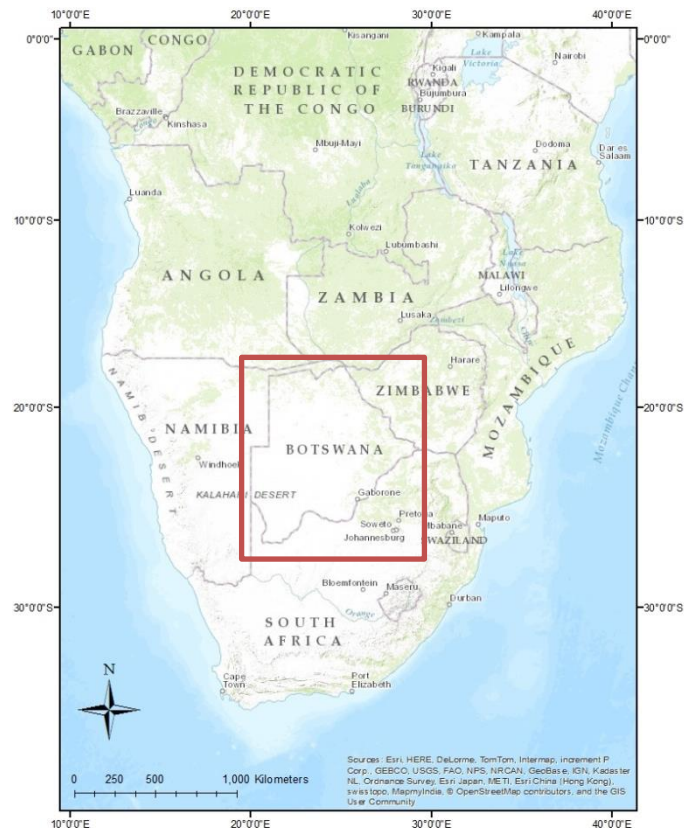 10°0'0"E 20°0'0"E 30°0'0"E 40°0'0"E
0°0'0" 0°0'0"
CONGO
GABON
Kisangani
Kampala
Lake
Victoria
Nairobi
DEMOCRATIC
REPUBLIC OF
THE CONGO
Kigali
RWANDA
Bujumbura
BURUNDI
Brazzaville
Congo
Kinshasa
Mbuji-Mayi
Lake
Tanganyika
Dodoma
Dar es
Salaam
TANZANIA
Luanda
Lualaba
10°0'0"S 10°0'0"S
Kolwezi
Lubumbashi
Lake
Nyasa
ANGOLA
MALAWI
Lilongwe
ZAMBIA
Lusaka
Zambezi
Harare
ZIMBABWE
MOZAMBIQUE
Mozambique Chan
20°0'0"S 20°0'0"S
NAMIB DESERT
NAMIBIA
BOTSWANA
Windhoek
KALAHARI DESERT
Gaborone
Pretoria
Soweto
Johannesburg
Mbabane
Maputo
SWAZILAND
Bloemfontein
Maseru
Durban
30°0'0"S 30°0'0"S
Orange
SOUTH
AFRICA
N
Cape
Town
Port
Elizabeth
0 250 500 1,000 Kilometers
Sources: Esri, HERE, DeLorme, TomTom, Intermap, increment P
Corp., GEBCO, USGS, FAO, NPS, NRCAN, GeoBase, IGN, Kadaster
NL, Ordnance Survey, Esri Japan, METI, Esri China (Hong Kong),
swisstopo, MapmyIndia, © OpenStreetMap contributors, and the GIS
User Community
10°0'0"E 20°0'0"E 30°0'0"E 40°0'0"E